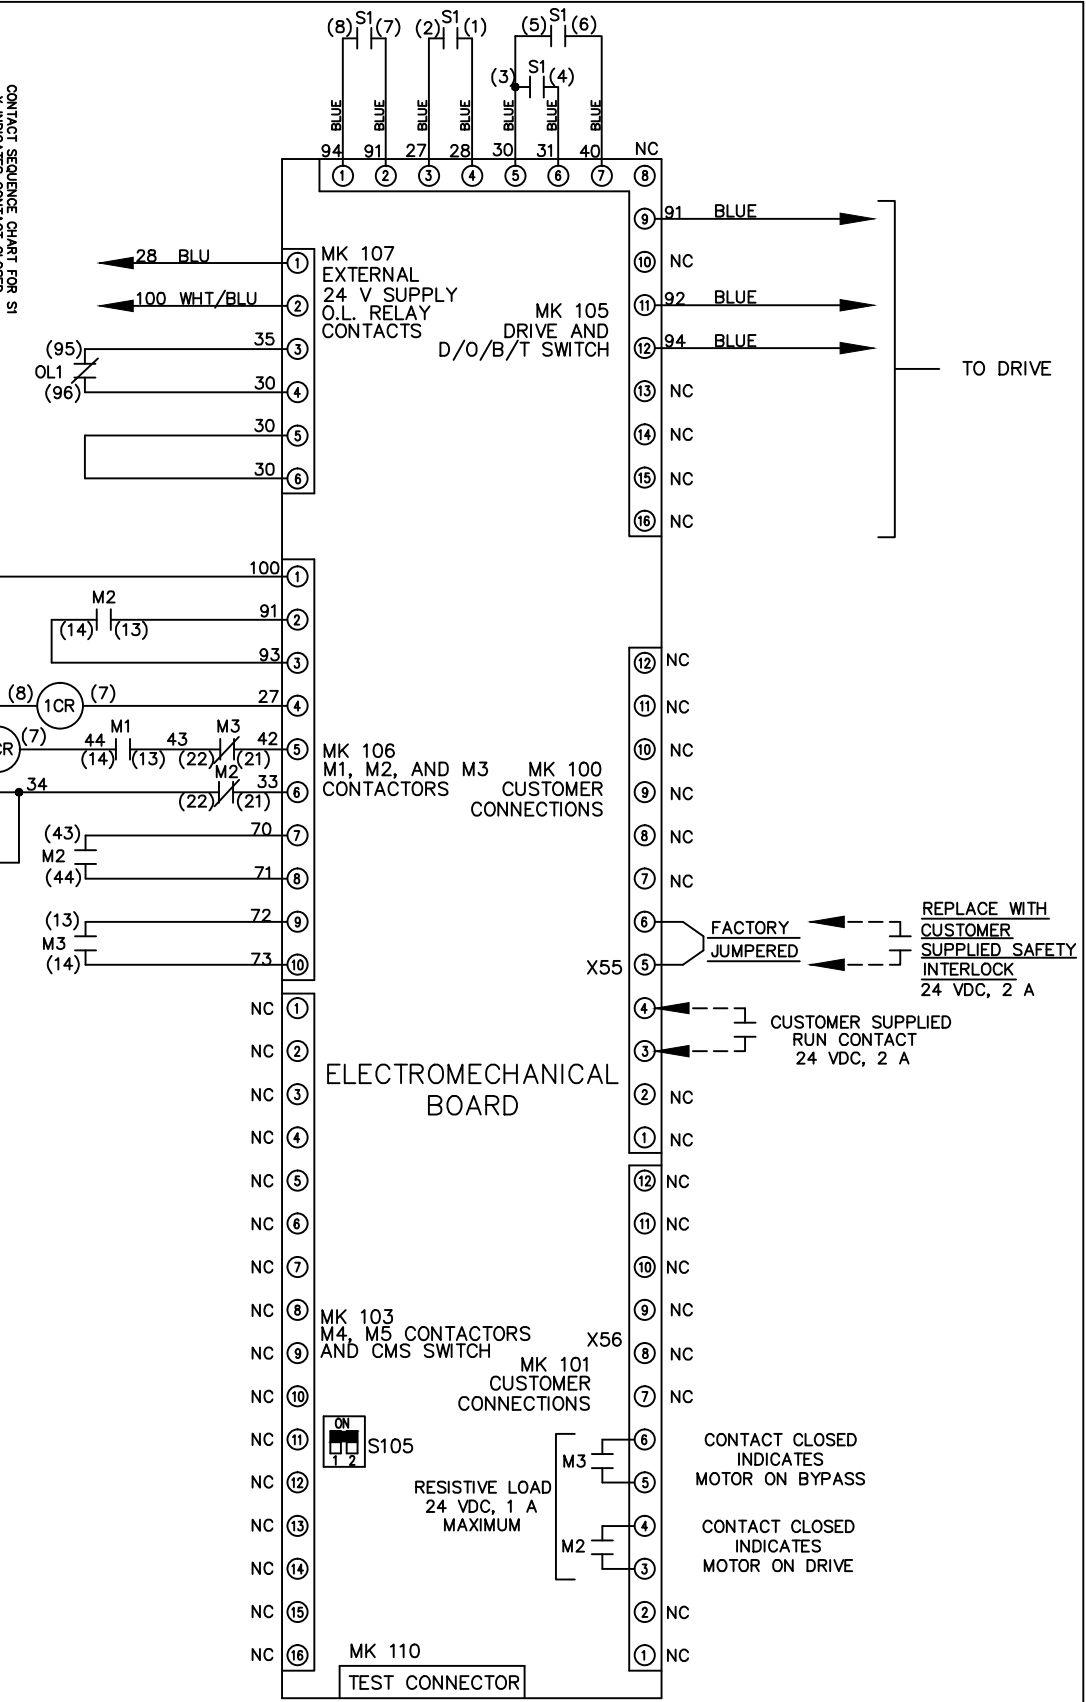 (8) S1 (7) (2) S1 (1) (5) S1 (6)
(3) S1 (4)
BLUE BLUE BLUE BLUE BLUE BLUE BLUE
94 91 27 28 30 31 40 NC
1 2 3 4 5 6 7 8
CONTACT SEQUENCE CHART FOR S1
9 91 BLUE
10 NC
11 92 BLUE
12 94 BLUE
13 NC
14 NC
15 NC
16 NC
TO DRIVE
MK 105
DRIVE AND
D/O/B/T SWITCH
28 BLU 1
100 WHT/BLU 2
(95) 35 3
OL1
(96) 30 4
30 5
30 6
MK 107
EXTERNAL
24 V SUPPLY
O.L. RELAY
CONTACTS
100 1
M2
(14) (13) 91 2
93 3
(8) 1CR (7) 27 4
CR (7) 44 M1 43 M3 42 5
(14) (13) (22) (21)
34 M2 33 6
(22) (21)
(43) 70 7
M2
(44) 71 8
(13) 72 9
M3
(14) 73 10
MK 106
M1, M2, AND M3
CONTACTORS
MK 100
CUSTOMER
CONNECTIONS
12 NC
11 NC
10 NC
9 NC
8 NC
7 NC
6
X55 5
FACTORY
JUMPERED
REPLACE WITH
CUSTOMER
SUPPLIED SAFETY
INTERLOCK
24 VDC, 2 A
4
3
CUSTOMER SUPPLIED
RUN CONTACT
24 VDC, 2 A
2 NC
1 NC
ELECTROMECHANICAL
BOARD
NC 1
NC 2
NC 3
NC 4
NC 5
NC 6
NC 7
NC 8
NC 9
NC 10
NC 11
NC 12
NC 13
NC 14
NC 15
NC 16
MK 103
M4, M5 CONTACTORS
AND CMS SWITCH
ON
1 2
S105
12 NC
11 NC
10 NC
9 NC
X56 8 NC
7 NC
MK 101
CUSTOMER
CONNECTIONS
RESISTIVE LOAD
24 VDC, 1 A
MAXIMUM
6
M3
5
CONTACT CLOSED
INDICATES
MOTOR ON BYPASS
4
M2
3
CONTACT CLOSED
INDICATES
MOTOR ON DRIVE
2 NC
1 NC
MK 110
TEST CONNECTOR